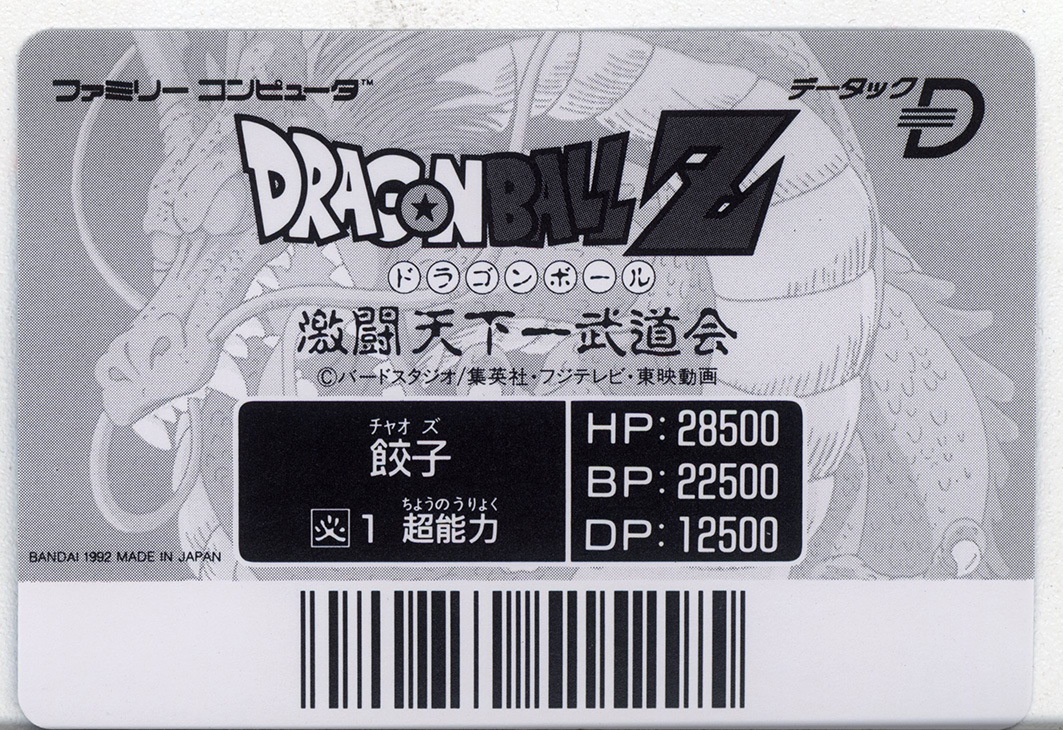 ファミリーコンピュータ™
データック D
DRAGONBALL Z
ドラゴンボール
激闘天下一武道会
©バードスタジオ/集英社・フジテレビ・東映動画
チャオズ
餃子
火1 超能力
ちょうのうりょく
HP:28500
BP:22500
DP:12500
BANDAI 1992 MADE IN JAPAN